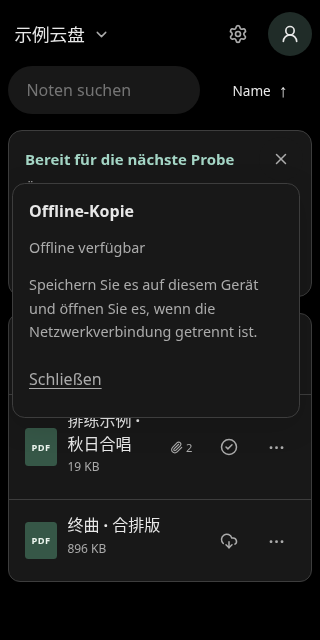 示例云盘
Noten suchen
Name ↑
Bereit für die nächste Probe
Offline-Kopie
Offline verfügbar
Speichern Sie es auf diesem Gerät
und öffnen Sie es, wenn die
Netzwerkverbindung getrennt ist.
Schließen
排练示例·
秋日合唱
PDF
2
19 KB
终曲·合排版
PDF
896 KB